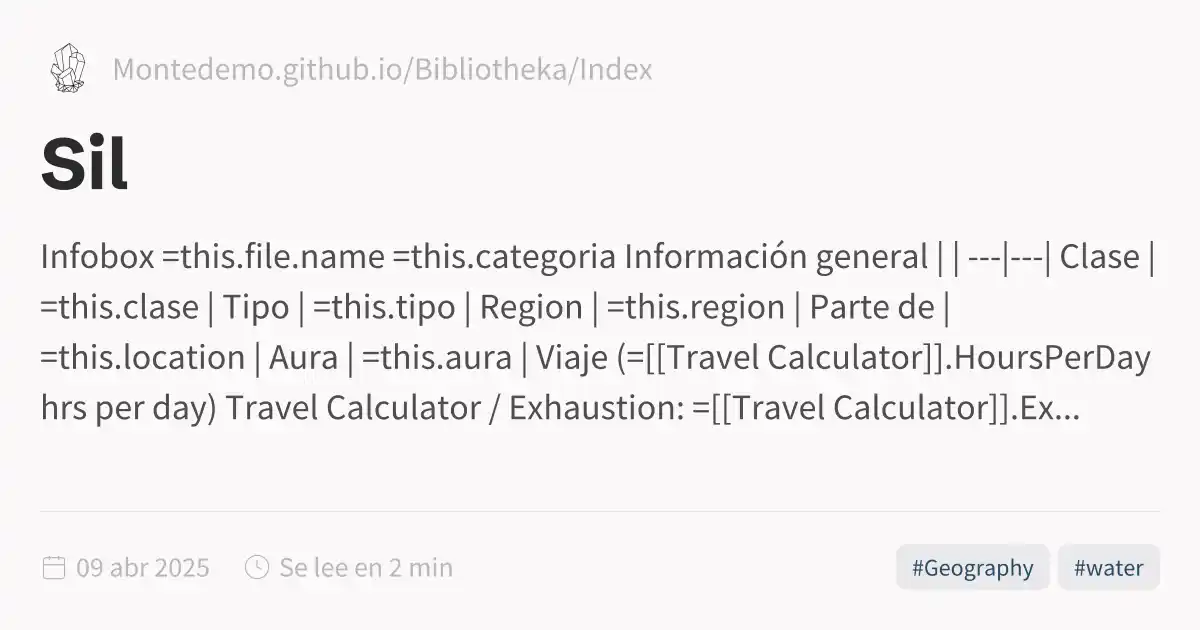 Montedemo.github.io/Bibliotheka/Index
Sil
Infobox =this.file.name =this.categoria Información general | | ---|---| Clase |
=this.clase | Tipo | =this.tipo | Region | =this.region | Parte de |
=this.location | Aura | =this.aura | Viaje (=[[Travel Calculator]].HoursPerDay
hrs per day) Travel Calculator / Exhaustion: =[[Travel Calculator]].Ex...
09 abr 2025 Se lee en 2 min #Geography #water